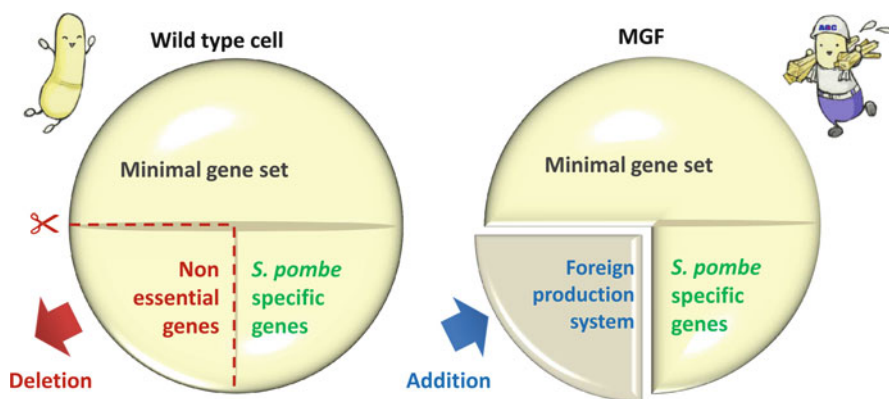 Wild type cell
Minimal gene set
Non
essential
genes
S. pombe
specific
genes
Deletion
MGF
ABC
Minimal gene set
Foreign
production
system
S. pombe
specific
genes
Addition